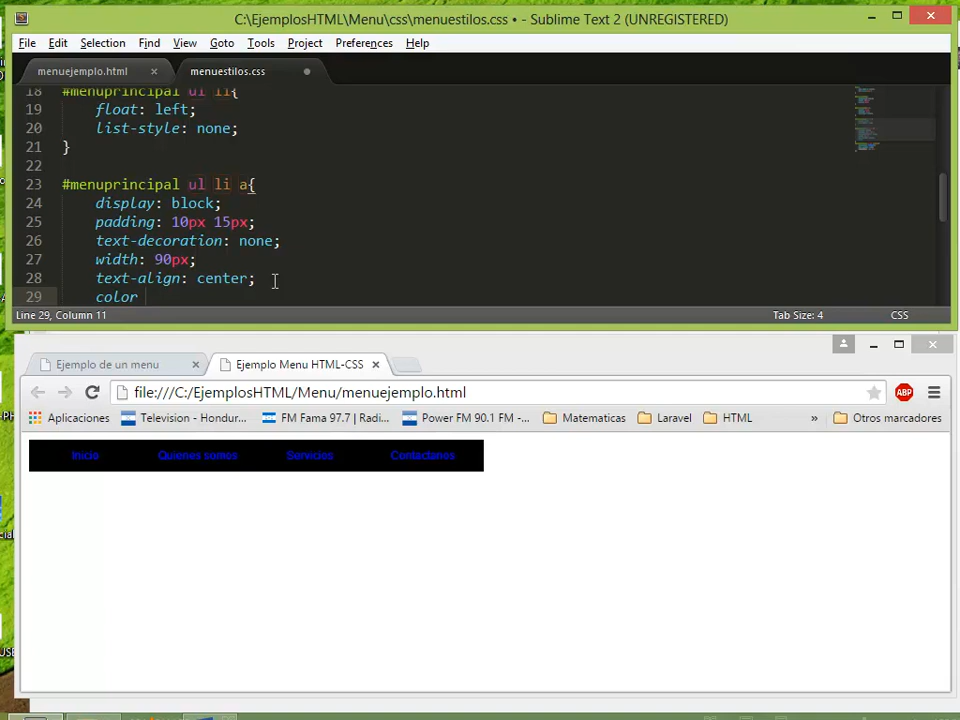 C:\EjemplosHTML\Menu\css\menuestilos.css • - Sublime Text 2 (UNREGISTERED)
File Edit Selection Find View Goto Tools Project Preferences Help
menuejemplo.html × menuestilos.css
18 #menuprincipal ul li{
19 float: left;
20 list-style: none;
21 }
22
23 #menuprincipal ul li a{
24 display: block;
25 padding: 10px 15px;
26 text-decoration: none;
27 width: 90px;
28 text-align: center;
29 color
Line 29, Column 11 Tab Size: 4 CSS
Ejemplo de un menu × Ejemplo Menu HTML-CSS ×
file:///C:/EjemplosHTML/Menu/menuejemplo.html ABP
Aplicaciones Television - Hondur... FM Fama 97.7 | Radi... Power FM 90.1 FM -... Matematicas Laravel HTML » Otros marcadores
Inicio Quienes somos Servicios Contactanos